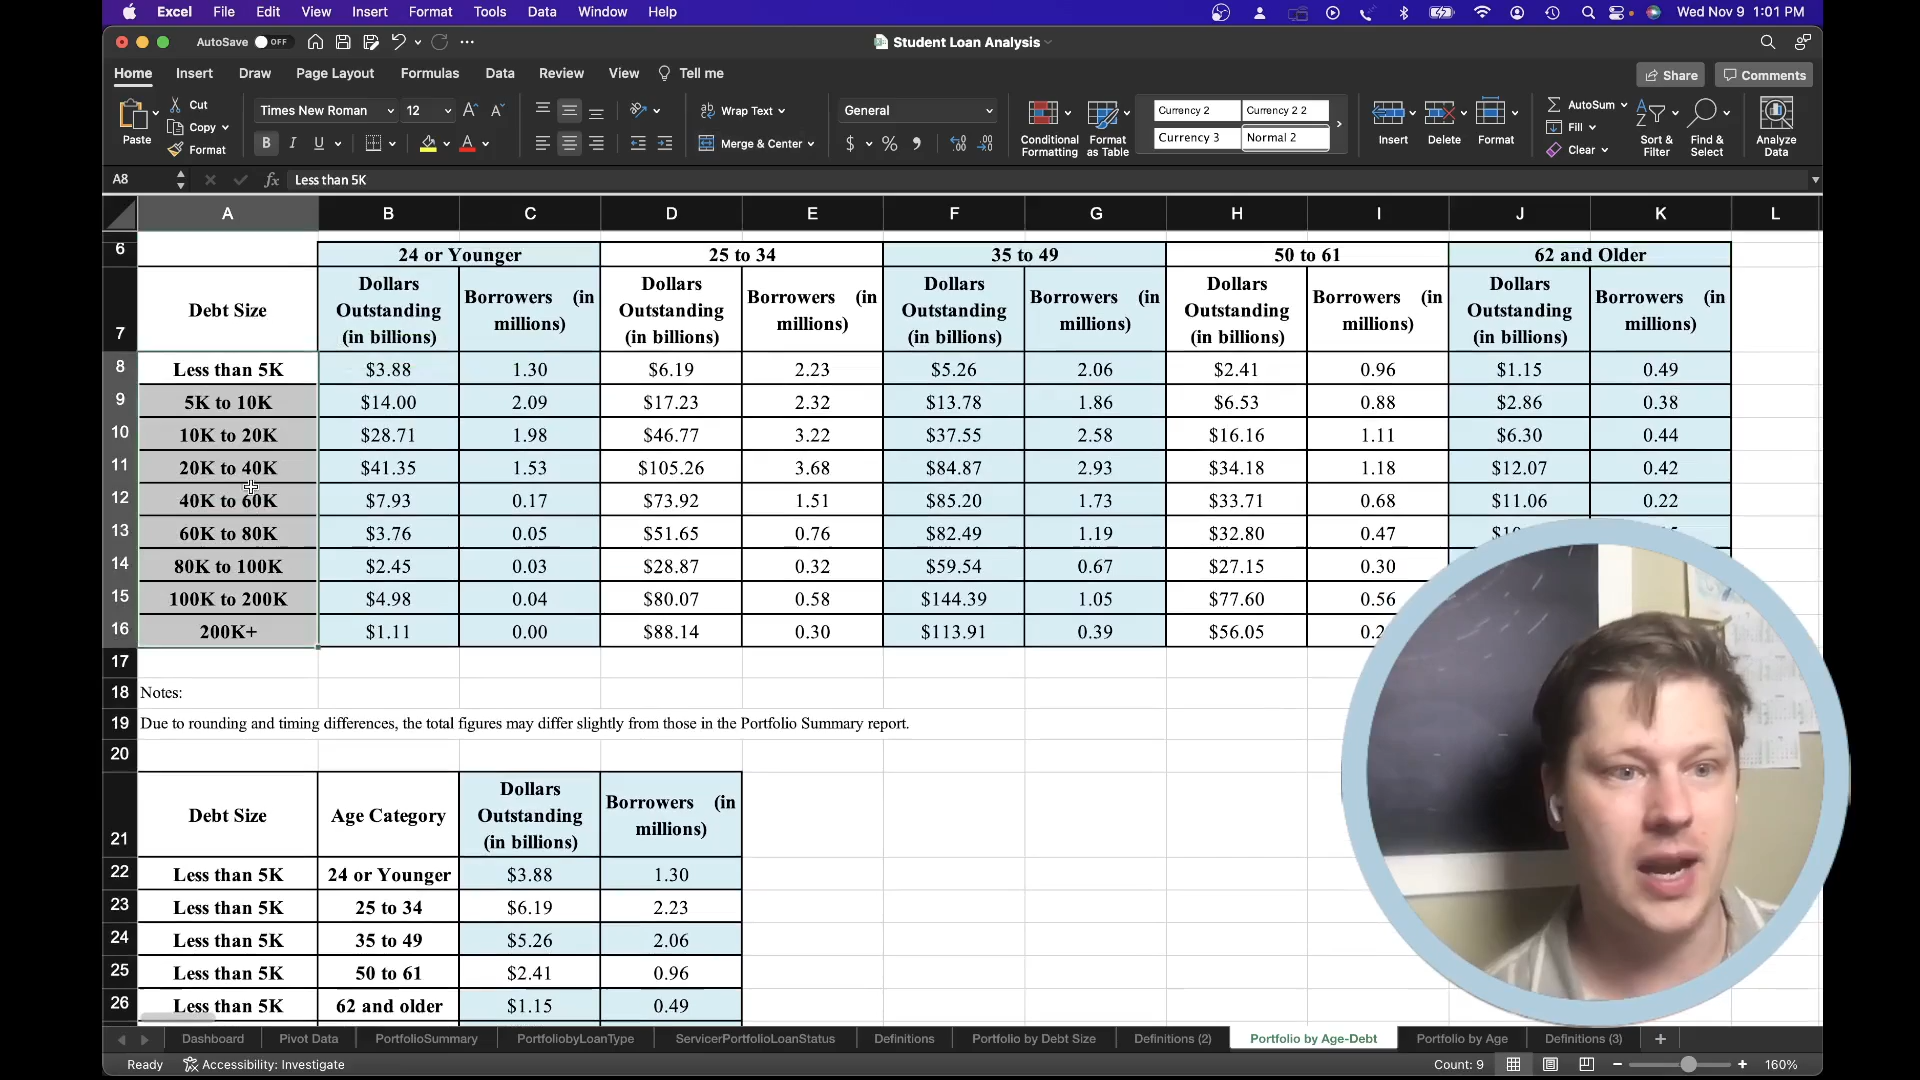 Excel File Edit View Insert Format Tools Data Window Help Wed Nov 9 1:01 PM
AutoSave OFF Student Loan Analysis
Home Insert Draw Page Layout Formulas Data Review View Tell me Share Comments
Paste Cut Copy Format
Times New Roman 12
B I U A
Wrap Text
Merge & Center
General
$ %
Conditional Formatting
Format as Table
Currency 2 Currency 2 2
Currency 3 Normal 2
Insert Delete Format
AutoSum
Fill
Clear
Sort & Filter
Find & Select
Analyze Data
A8 fx Less than 5K
A B C D E F G H I J K L
6 24 or Younger 25 to 34 35 to 49 50 to 61 62 and Older
7 Debt Size Dollars Outstanding (in billions) Borrowers (in millions) Dollars Outstanding (in billions) Borrowers (in millions) Dollars Outstanding (in billions) Borrowers (in millions) Dollars Outstanding (in billions) Borrowers (in millions) Dollars Outstanding (in billions) Borrowers (in millions)
8 Less than 5K $3.88 1.30 $6.19 2.23 $5.26 2.06 $2.41 0.96 $1.15 0.49
9 5K to 10K $14.00 2.09 $17.23 2.32 $13.78 1.86 $6.53 0.88 $2.86 0.38
10 10K to 20K $28.71 1.98 $46.77 3.22 $37.55 2.58 $16.16 1.11 $6.30 0.44
11 20K to 40K $41.35 1.53 $105.26 3.68 $84.87 2.93 $34.18 1.18 $12.07 0.42
12 40K to 60K $7.93 0.17 $73.92 1.51 $85.20 1.73 $33.71 0.68 $11.06 0.22
13 60K to 80K $3.76 0.05 $51.65 0.76 $82.49 1.19 $32.80 0.47
14 80K to 100K $2.45 0.03 $28.87 0.32 $59.54 0.67 $27.15 0.30
15 100K to 200K $4.98 0.04 $80.07 0.58 $144.39 1.05 $77.60 0.56
16 200K+ $1.11 0.00 $88.14 0.30 $113.91 0.39 $56.05
17
18 Notes:
19 Due to rounding and timing differences, the total figures may differ slightly from those in the Portfolio Summary report.
20
21 Debt Size Age Category Dollars Outstanding (in billions) Borrowers (in millions)
22 Less than 5K 24 or Younger $3.88 1.30
23 Less than 5K 25 to 34 $6.19 2.23
24 Less than 5K 35 to 49 $5.26 2.06
25 Less than 5K 50 to 61 $2.41 0.96
26 Less than 5K 62 and older $1.15 0.49
Dashboard Pivot Data PortfolioSummary PortfoliobyLoanType ServicerPortfolioLoanStatus Definitions Portfolio by Debt Size Definitions (2) Portfolio by Age-Debt Portfolio by Age Definitions (3)
Ready Accessibility: Investigate Count: 9 160%